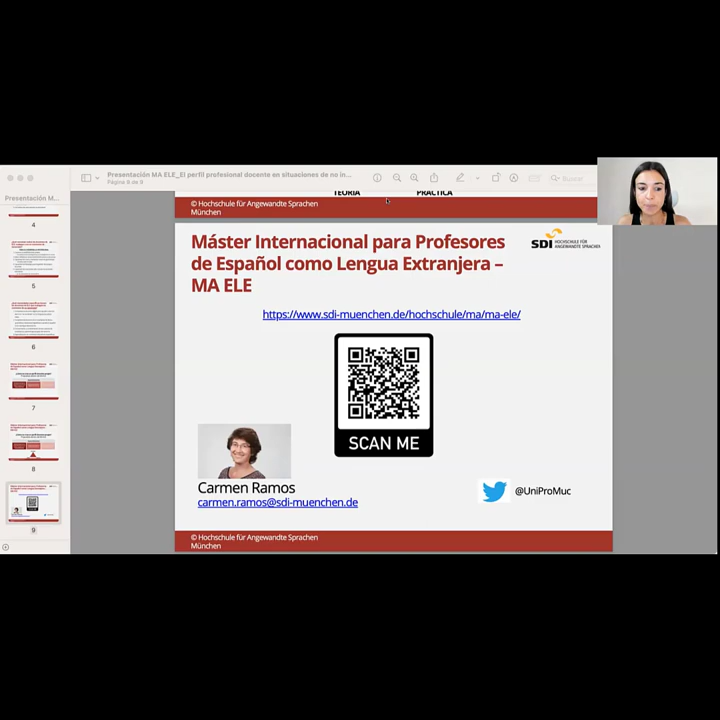 Presentación MA ELE_El perfil profesional docente en situaciones de no in...
Página 9 de 9
Buscar
Presentación M...
4
5
6
7
8
9
TEORÍA PRÁCTICA
© Hochschule für Angewandte Sprachen
München
Máster Internacional para Profesores
de Español como Lengua Extranjera –
MA ELE
SDI HOCHSCHULE FÜR
ANGEWANDTE SPRACHEN
https://www.sdi-muenchen.de/hochschule/ma/ma-ele/
SCAN ME
Carmen Ramos
carmen.ramos@sdi-muenchen.de
@UniProMuc
© Hochschule für Angewandte Sprachen
München